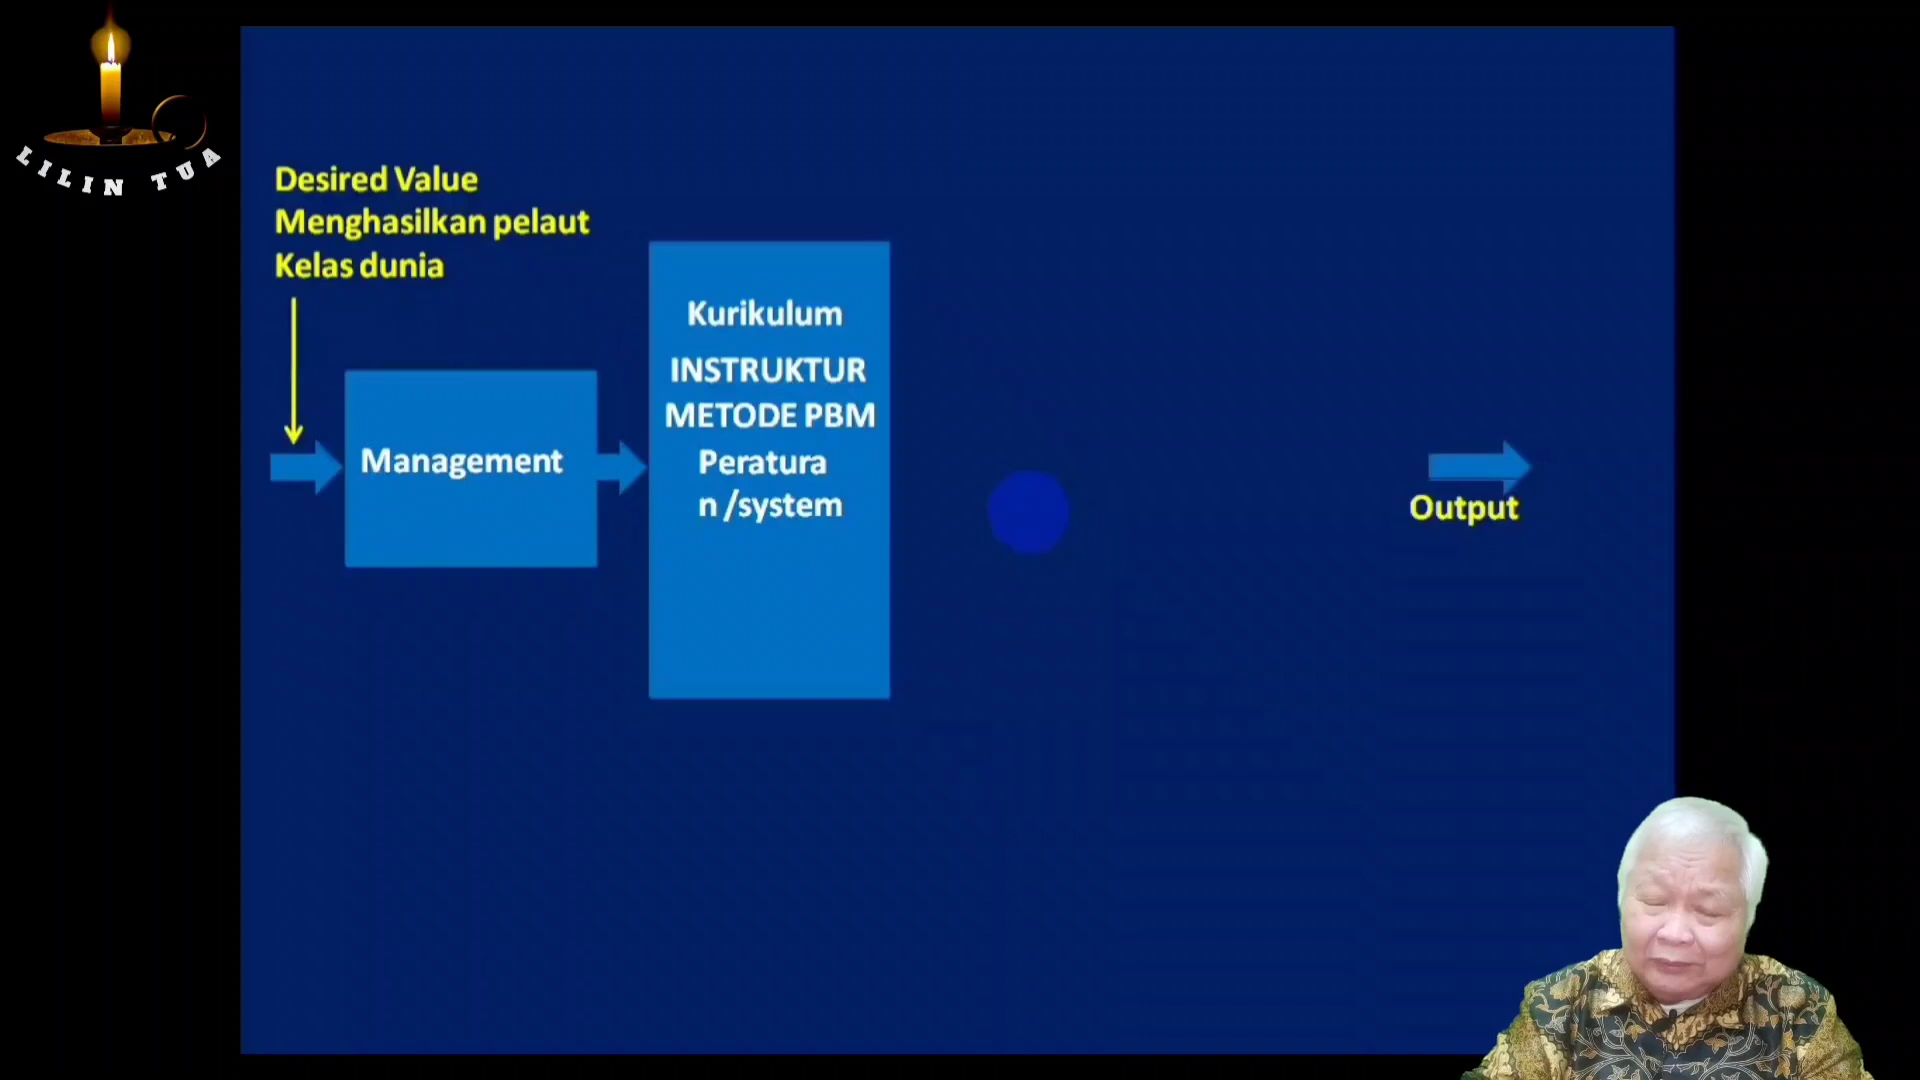 LILIN TUA
Desired Value
Menghasilkan pelaut
Kelas dunia
Management
Kurikulum
INSTRUKTUR
METODE PBM
Peratura
n /system
Output